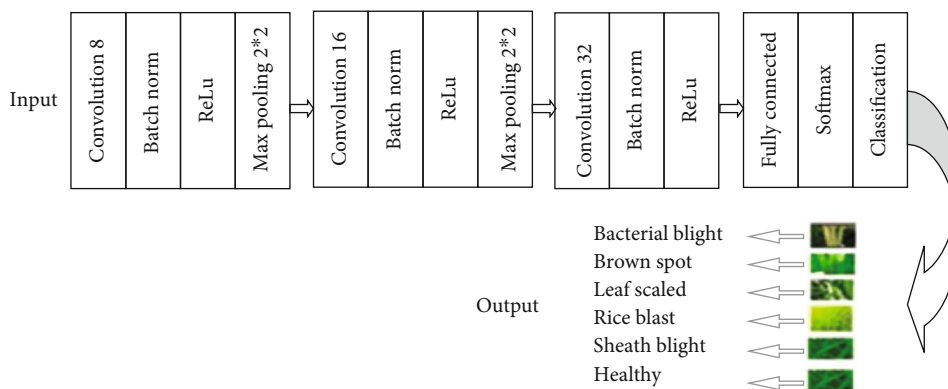 Input
Convolution 8
Batch norm
ReLu
Max pooling 2*2
Convolution 16
Batch norm
ReLu
Max pooling 2*2
Convolution 32
Batch norm
ReLu
Fully connected
Softmax
Classification
Output
Bacterial blight
Brown spot
Leaf scaled
Rice blast
Sheath blight
Healthy